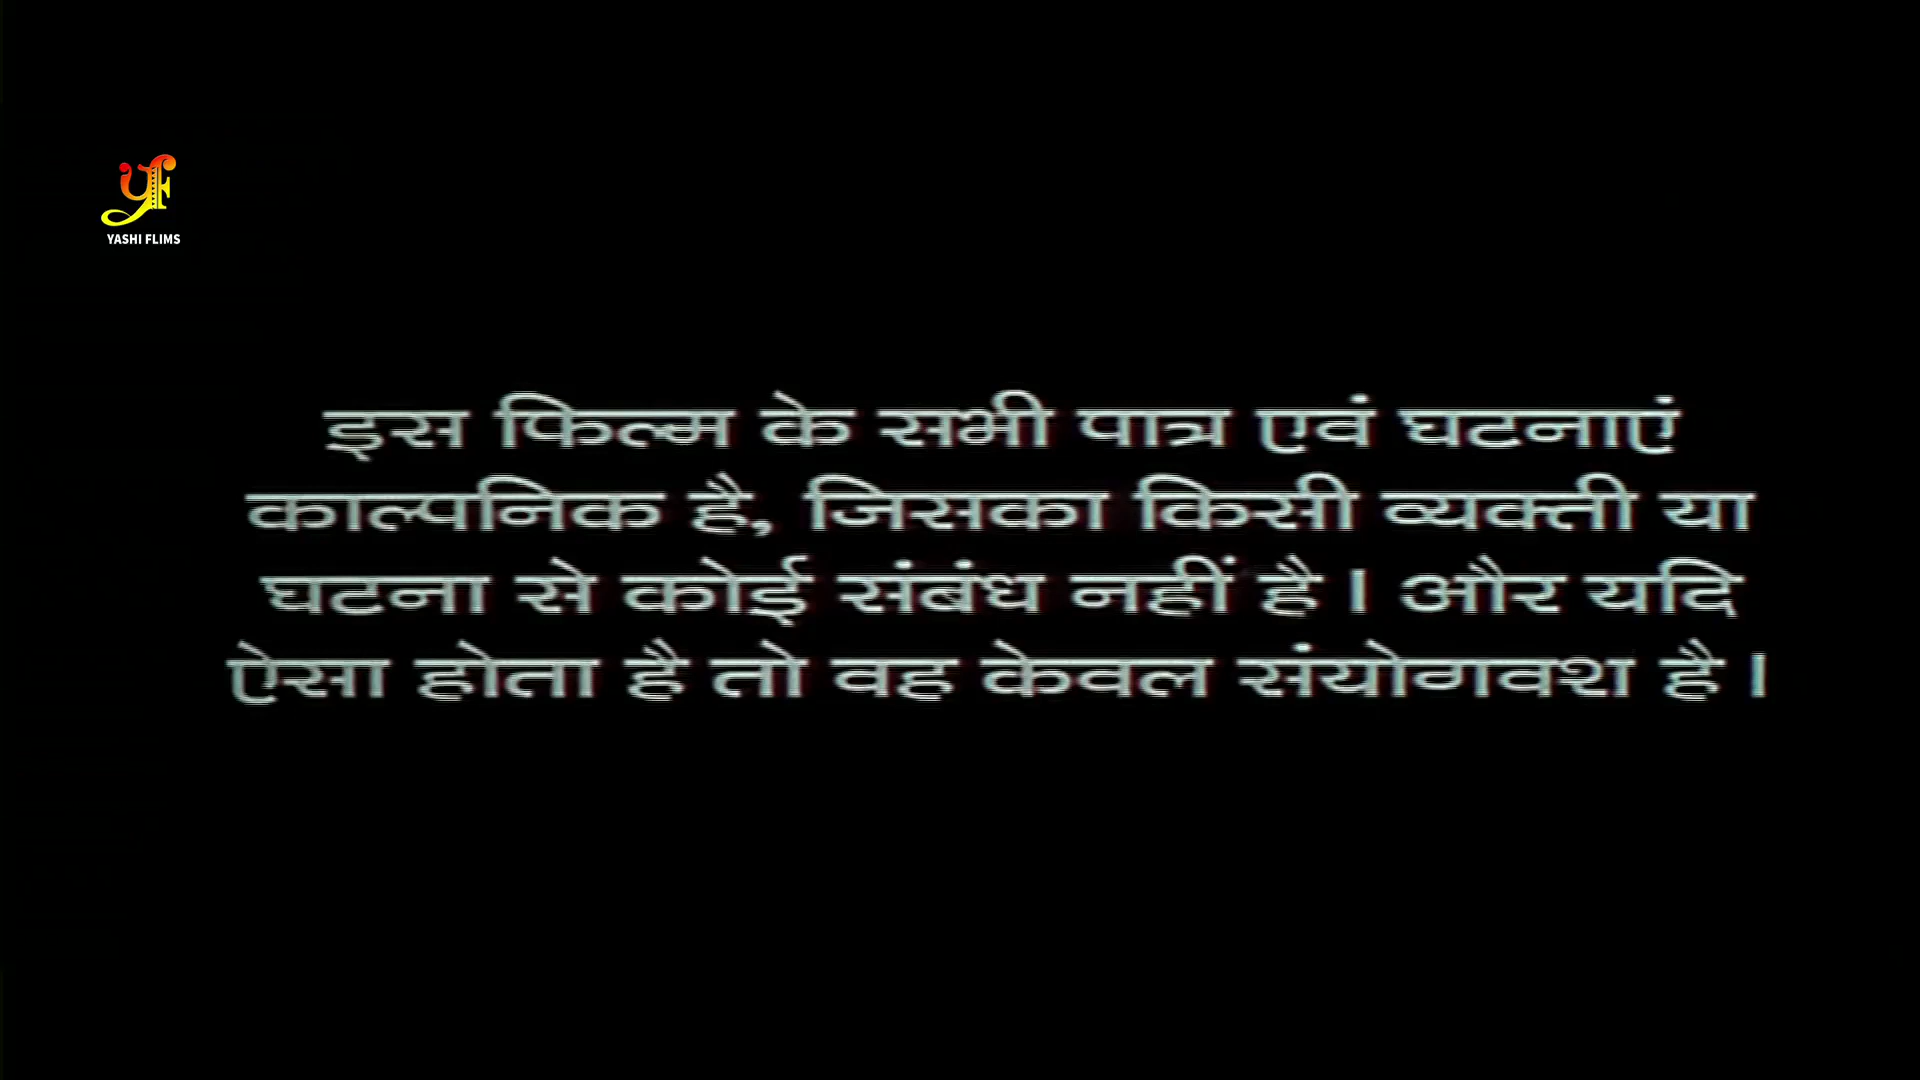 YASHI FLIMS
इस फिल्म के सभी पात्र एवं घटनाएं
काल्पनिक है, जिसका किसी व्यक्ती या
घटना से कोई संबंध नहीं है । और यदि
ऐसा होता है तो वह केवल संयोगवश है ।